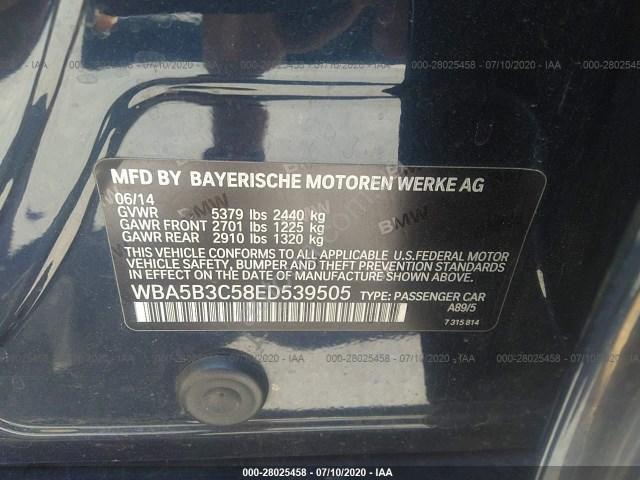 000-28025458 - 07/10/2020 - IAA
MFD BY BAYERISCHE MOTOREN WERKE AG
06/14
GVWR 5379 lbs 2440 kg
GAWR FRONT 2701 lbs 1225 kg
GAWR REAR 2910 lbs 1320 kg
THIS VEHICLE CONFORMS TO ALL APPLICABLE U.S.FEDERAL MOTOR
VEHICLE SAFETY, BUMPER AND THEFT PREVENTION STANDARDS
IN EFFECT ON THE DATE OF MANUFACTURE SHOWN ABOVE.
WBA5B3C58ED539505 TYPE: PASSENGER CAR
A89/5
7 315 814
000-28025458 - 07/10/2020 - IAA
000-28025458 - 07/10/2020 - IAA